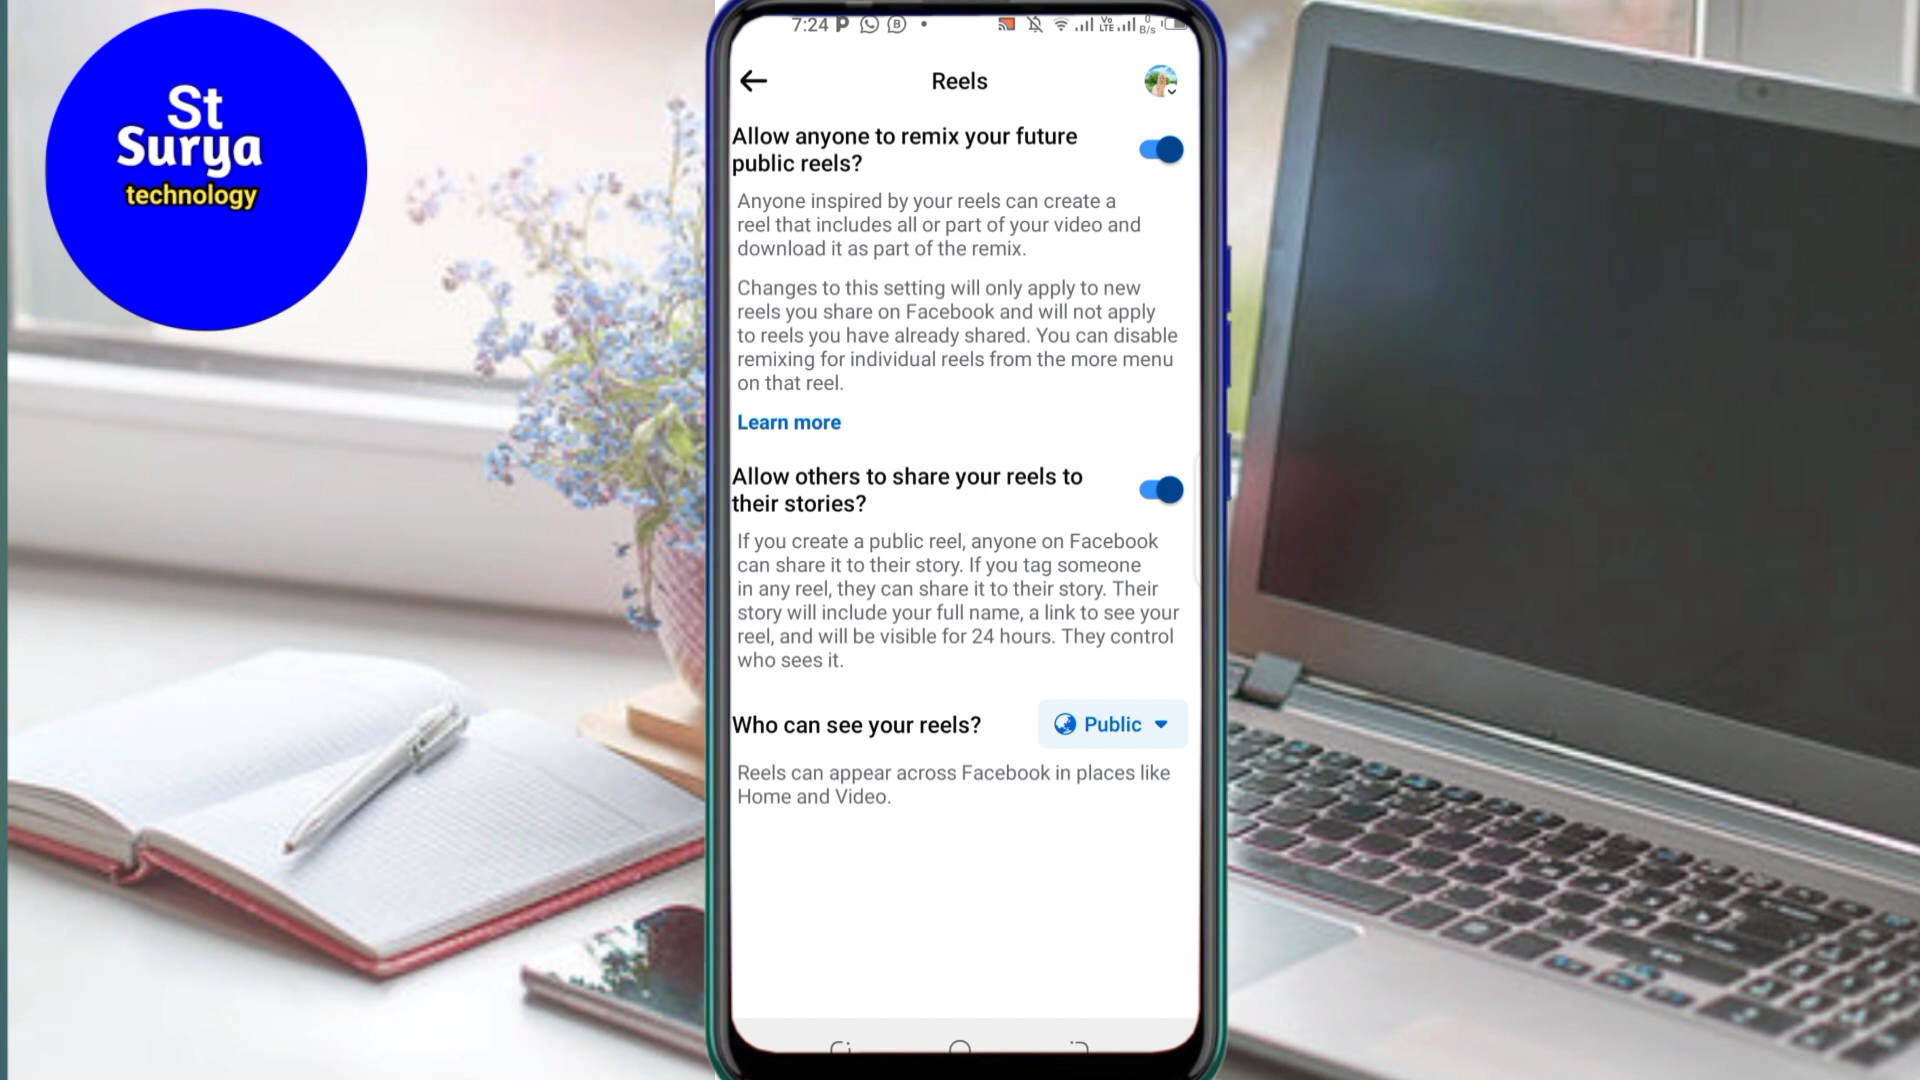 St
Surya
technology
7:24
Vo
LTE
0
B/s
Reels
Allow anyone to remix your future
public reels?
Anyone inspired by your reels can create a
reel that includes all or part of your video and
download it as part of the remix.
Changes to this setting will only apply to new
reels you share on Facebook and will not apply
to reels you have already shared. You can disable
remixing for individual reels from the more menu
on that reel.
Learn more
Allow others to share your reels to
their stories?
If you create a public reel, anyone on Facebook
can share it to their story. If you tag someone
in any reel, they can share it to their story. Their
story will include your full name, a link to see your
reel, and will be visible for 24 hours. They control
who sees it.
Who can see your reels?
Public
Reels can appear across Facebook in places like
Home and Video.